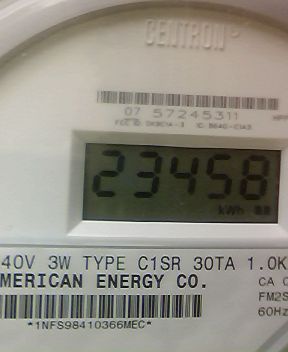 CENTRON®
07 57245311
23458
kWh
40V 3W TYPE C1SR 30TA 1.0K
MERICAN ENERGY CO.
CA 0
FM2S
60Hz
*1NFS98410366MEC*